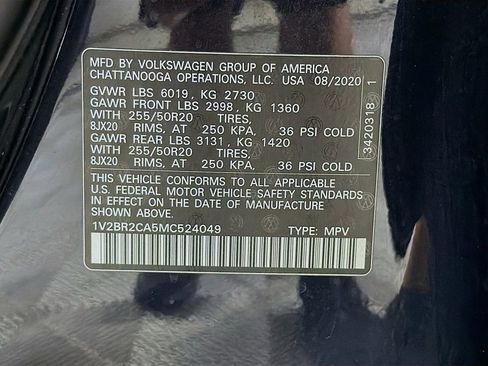 MFD BY VOLKSWAGEN GROUP OF AMERICA
CHATTANOOGA OPERATIONS, LLC. USA 08/2020
GVWR LBS 6019, KG 2730
GAWR FRONT LBS 2998, KG 1360
WITH 255/50R20 TIRES,
8JX20 RIMS, AT 250 KPA, 36 PSI COLD
GAWR REAR LBS 3131, KG 1420
WITH 255/50R20 TIRES,
8JX20 RIMS, AT 250 KPA, 36 PSI COLD
THIS VEHICLE CONFORMS TO ALL APPLICABLE
U.S. FEDERAL MOTOR VEHICLE SAFETY STANDARDS
IN EFFECT ON THE DATE OF MANUFACTURE
SHOWN ABOVE.
1V2BR2CA5MC524049 TYPE: MPV
3420318 1